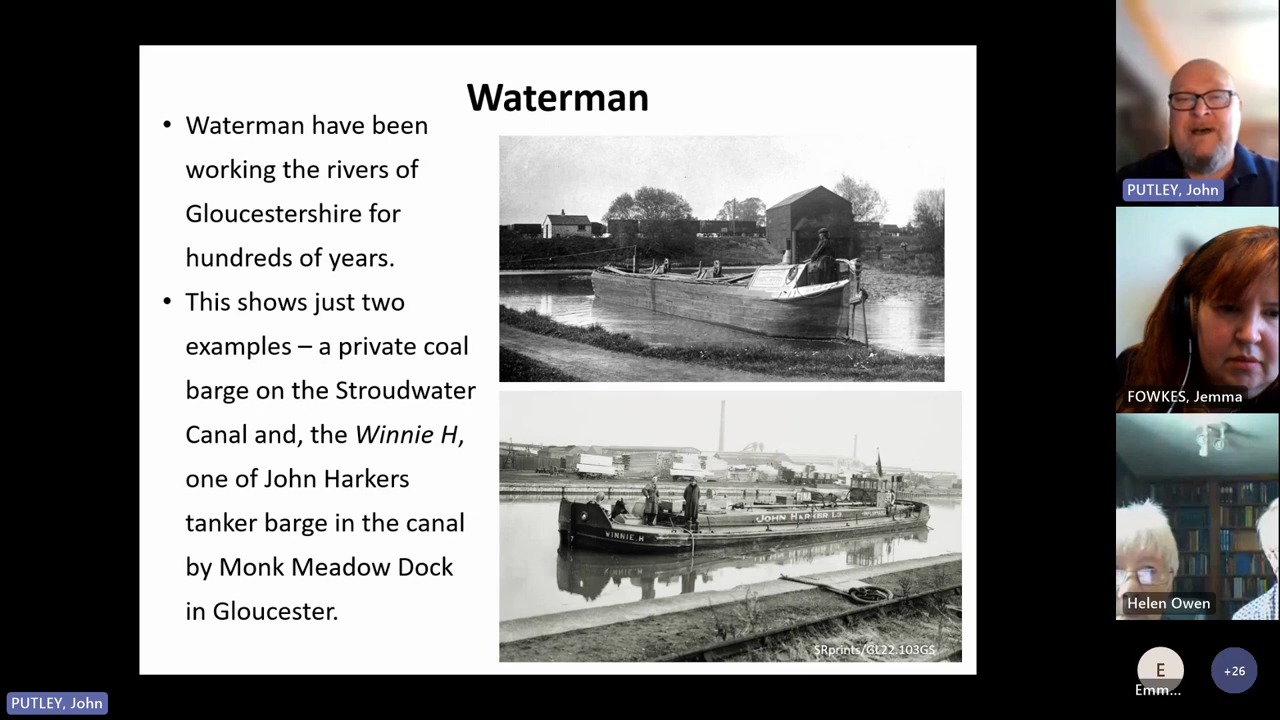 Waterman
• Waterman have been
working the rivers of
Gloucestershire for
hundreds of years.
• This shows just two
examples – a private coal
barge on the Stroudwater
Canal and, the Winnie H,
one of John Harkers
tanker barge in the canal
by Monk Meadow Dock
in Gloucester.
JOHN HARKER LD
WINNIE.H
SRprints/GL22.103GS
PUTLEY, John
FOWKES, Jemma
Helen Owen
E
Emm...
+26
PUTLEY, John